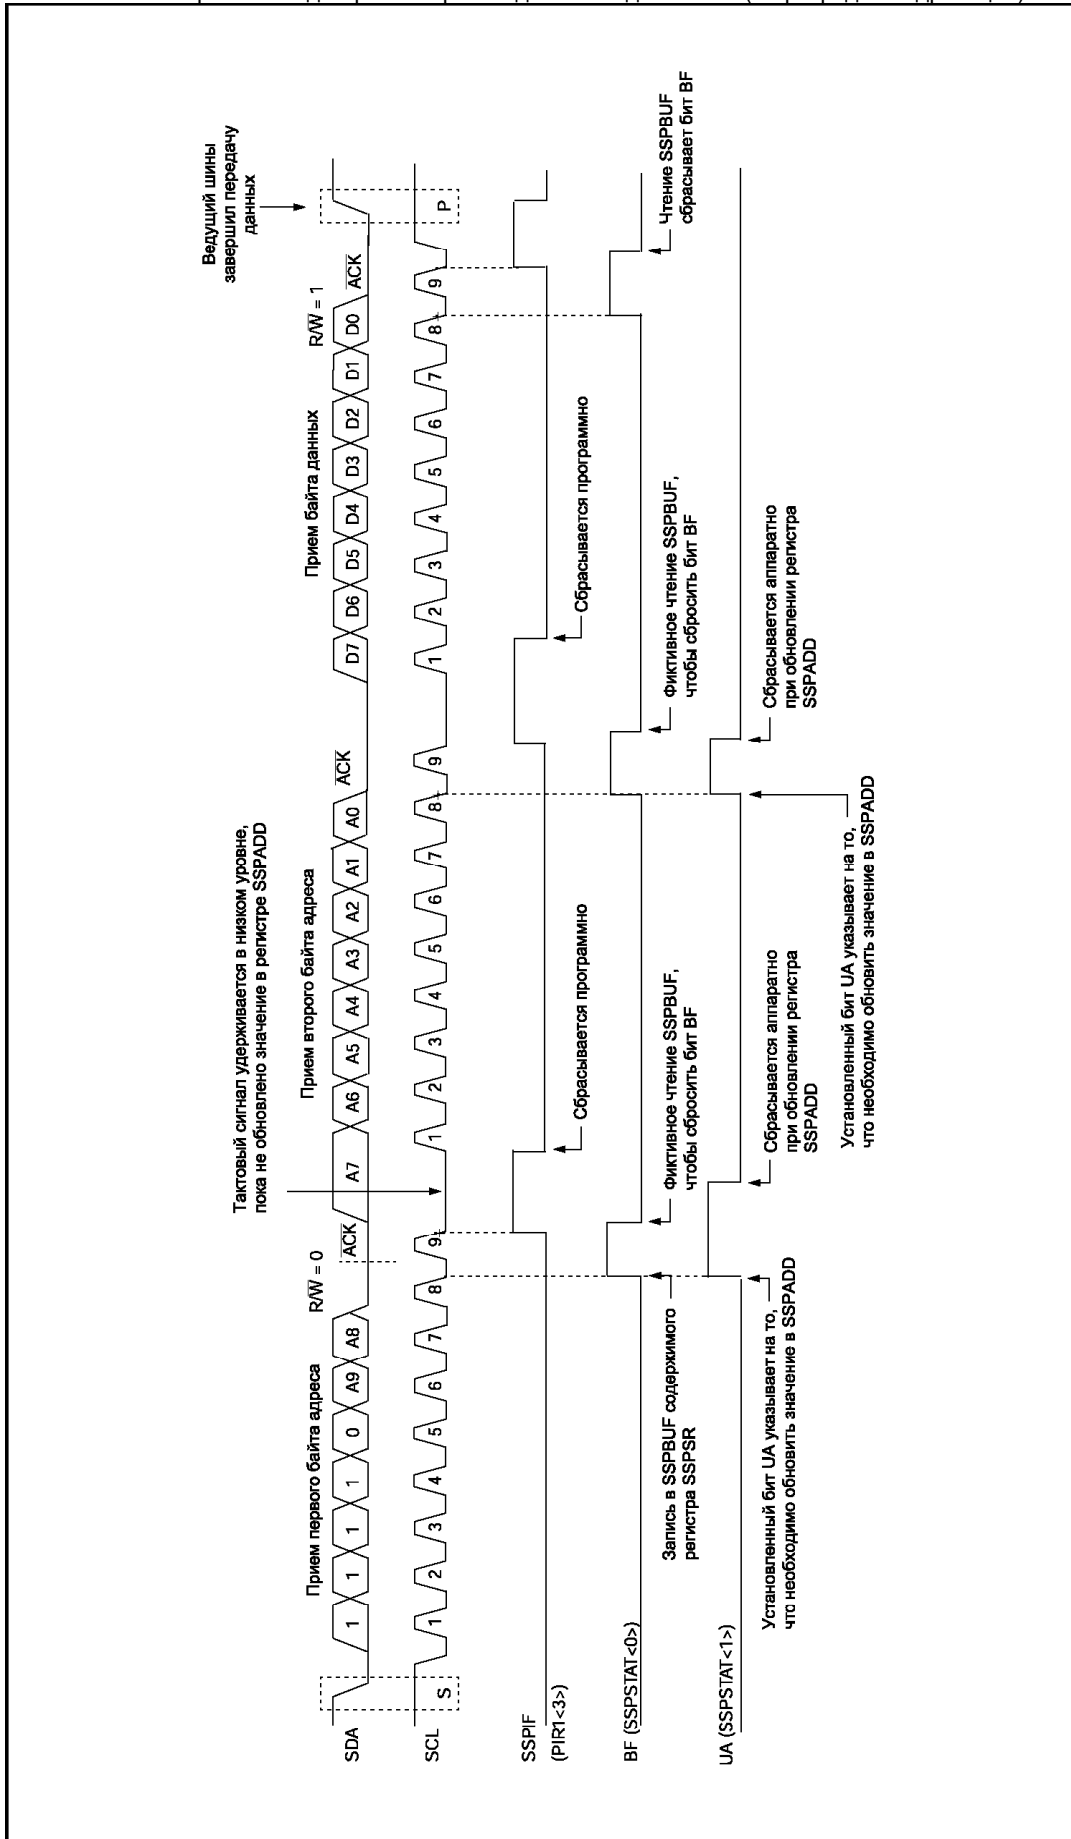 Ведущий шины
завершил передачу
данных
Тактовый сигнал удерживается в низком уровне,
пока не обновлено значение в регистре SSPADD
Прием первого байта адреса
R/W = 0
Прием второго байта адреса
Прием байта данных
R/W = 1
SDA
1 1 1 1 0 A9 A8 ACK A7 A6 A5 A4 A3 A2 A1 A0 ACK D7 D6 D5 D4 D3 D2 D1 D0 ACK
SCL
S 1 2 3 4 5 6 7 8 9 1 2 3 4 5 6 7 8 9 1 2 3 4 5 6 7 8 9 P
SSPIF
(PIR1<3>)
Сбрасывается программно
Сбрасывается программно
BF (SSPSTAT<0>)
Запись в SSPBUF содержимого
регистра SSPSR
Фиктивное чтение SSPBUF,
чтобы сбросить бит BF
Фиктивное чтение SSPBUF,
чтобы сбросить бит BF
Чтение SSPBUF
сбрасывает бит BF
UA (SSPSTAT<1>)
Установленный бит UA указывает на то,
что необходимо обновить значение в SSPADD
Сбрасывается аппаратно
при обновлении регистра
SSPADD
Установленный бит UA указывает на то,
что необходимо обновить значение в SSPADD
Сбрасывается аппаратно
при обновлении регистра
SSPADD